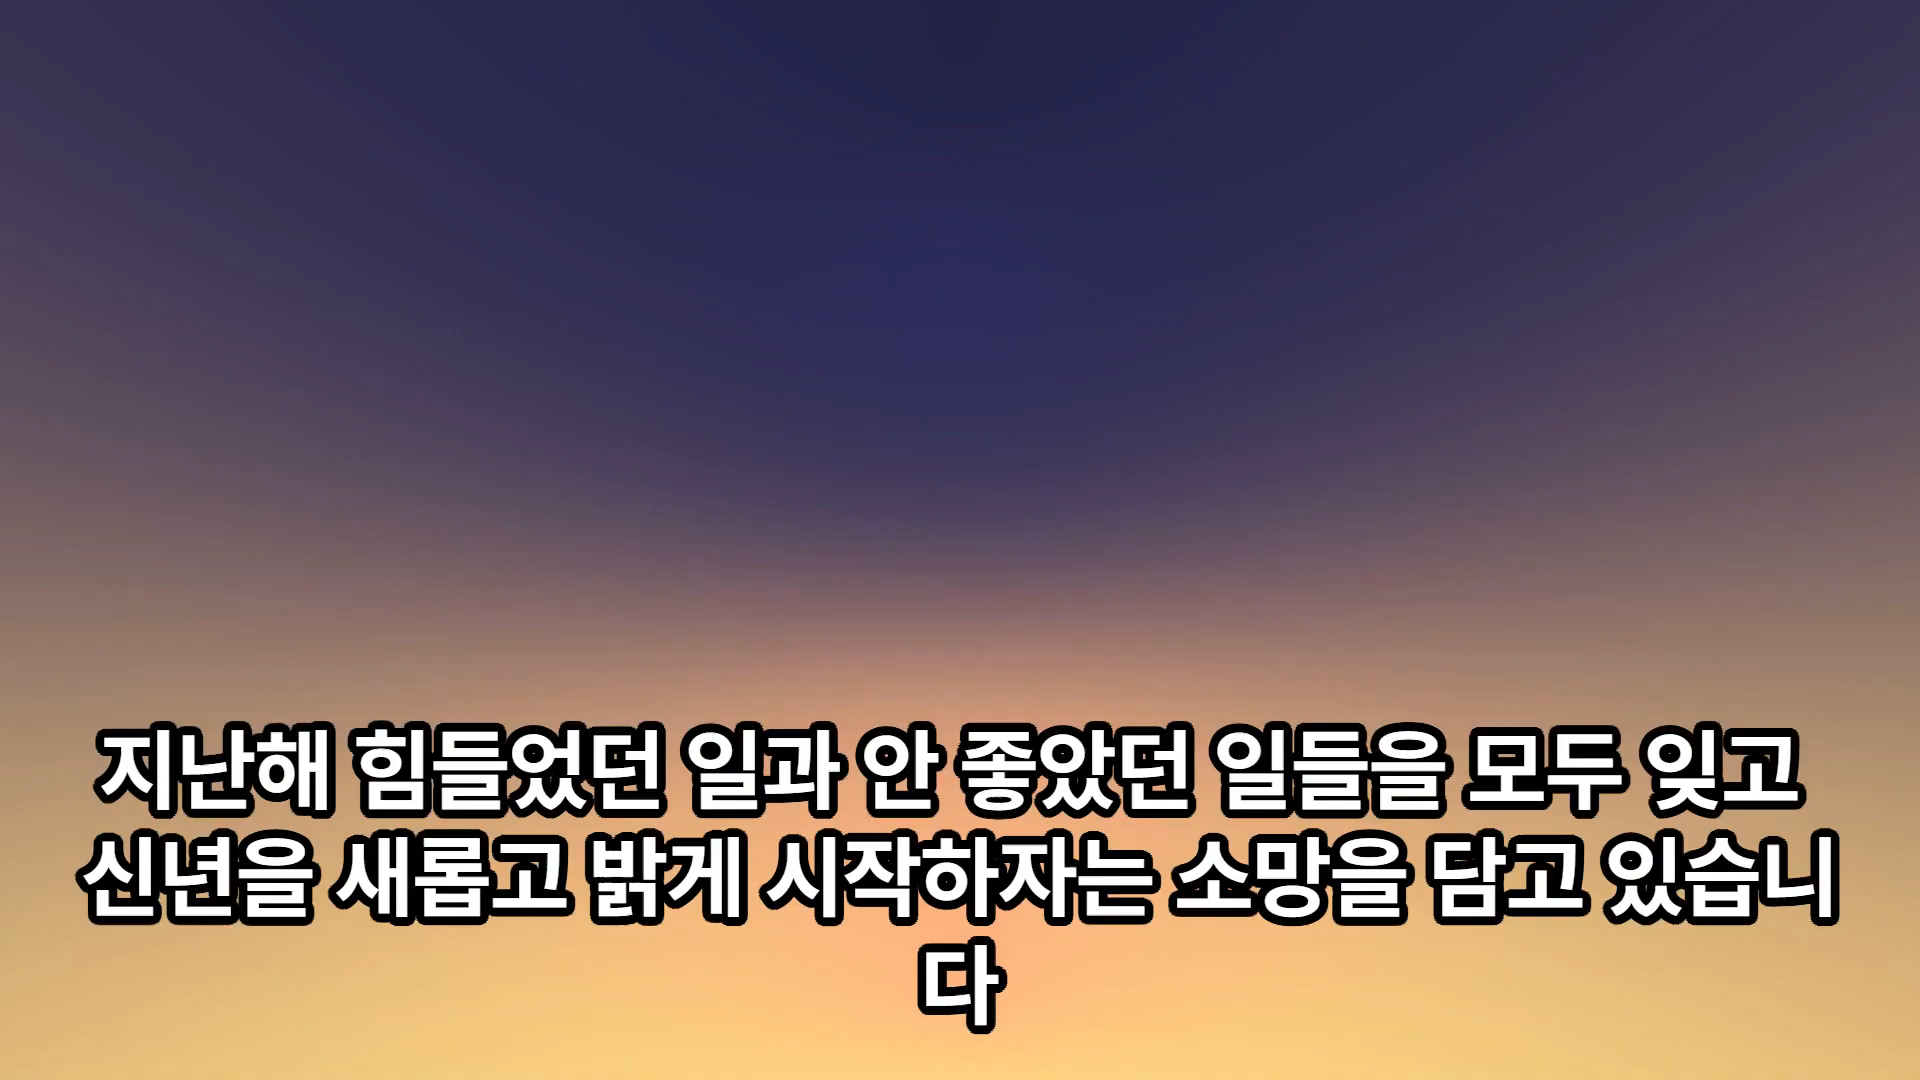 지난해 힘들었던 일과 안 좋았던 일들을 모두 잊고
신년을 새롭고 밝게 시작하자는 소망을 담고 있습니
다